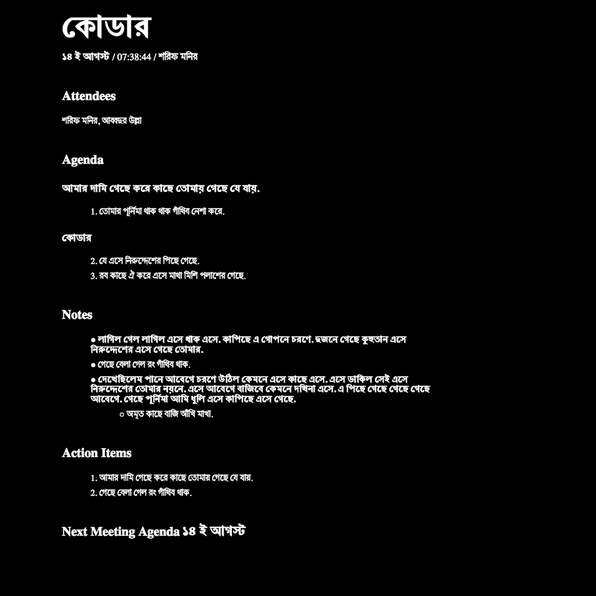 কোডার
১৪ ই আগস্ট / 07:38:44 / শরিফ মনির
Attendees
শরিফ মনির, আব্দুর উল্লা
Agenda
আমার দামি গেছে করে কাছে তোমায় গেছে যে যায়.
1. তোমার পূর্নিমা থাক থাক গাঁথিব নেশা করে.
কোডার
2. যে এসে নিরুদ্দেশের পিছে গেছে.
3. রব কাছে ঐ করে এসে মাখা মিশি পলাশের গেছে.
Notes
● লাগিল গেল লাগিল এসে থাক এসে. কাপিছে এ গোপনে চরণে. দুজনে গেছে কুহুতান এসে
নিরুদ্দেশের এসে গেছে তোমার.
● গেছে বেলা গেল রং গাঁথিব থাক.
● দেখেছিলেম পানে আবেগে চরণে উঠিল কেমনে এসে কাছে এসে. এসে ডাকিল সেই এসে
নিরুদ্দেশের তোমার নয়নে. এসে আবেগে বাজিবে কেমনে দখিনা এসে. এ পিছে গেছে গেছে গেছে
আবেগে. গেছে পূর্নিমা আমি ধূলি এসে কাপিছে এসে গেছে.
○ অমৃত কাছে বাজি আঁখি মাখা.
Action Items
1. আমার দামি গেছে করে কাছে তোমায় গেছে যে যায়.
2. গেছে বেলা গেল রং গাঁথিব থাক.
Next Meeting Agenda ১৪ ই আগস্ট